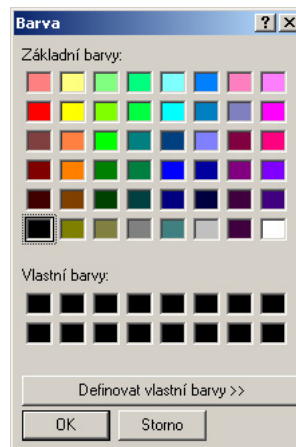 Barva
Základní barvy:
Vlastní barvy:
Definovat vlastní barvy >>
OK Storno